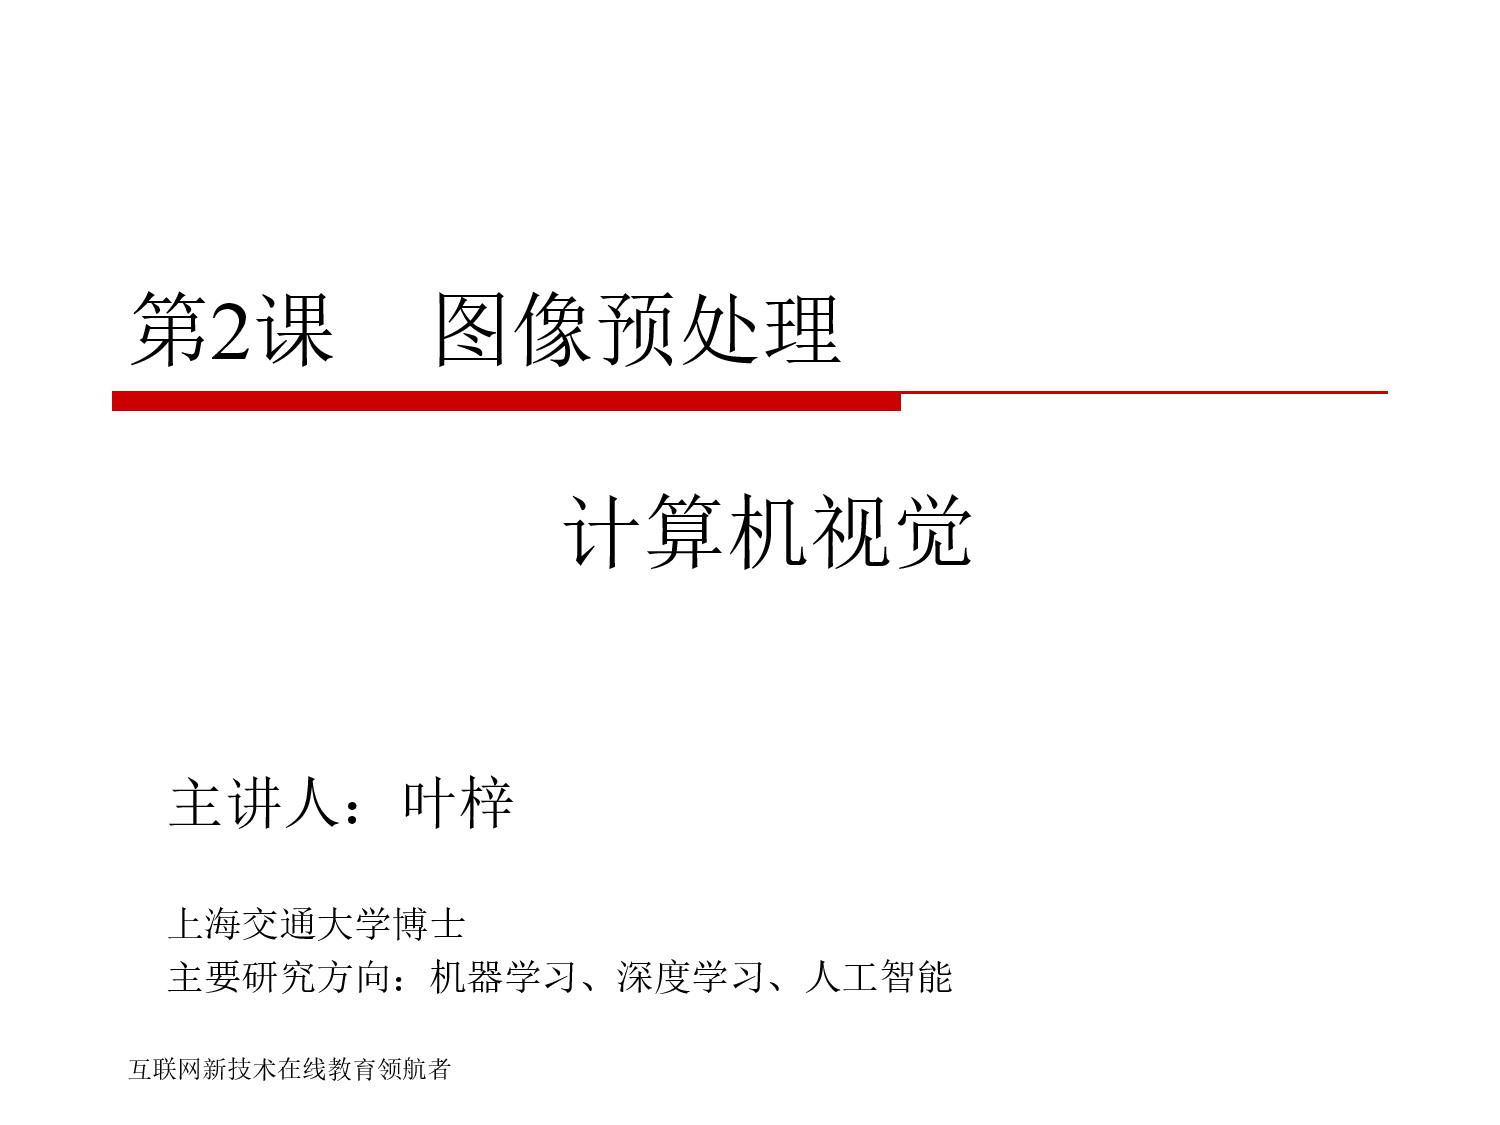 第2课　图像预处理
计算机视觉
主讲人：叶梓
上海交通大学博士
主要研究方向：机器学习、深度学习、人工智能
互联网新技术在线教育领航者